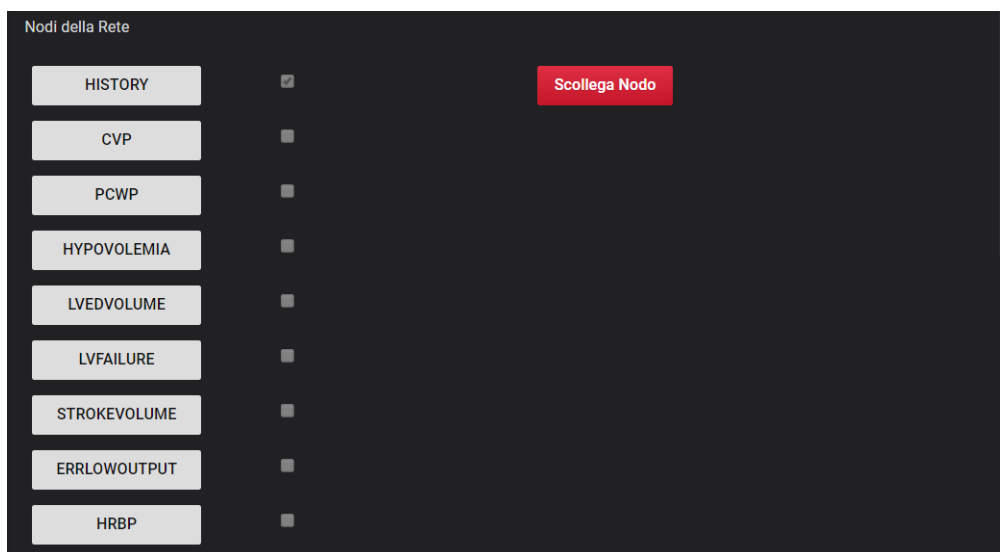 Nodi della Rete
HISTORY
Scollega Nodo
CVP
PCWP
HYPOVOLEMIA
LVEDVOLUME
LVFAILURE
STROKEVOLUME
ERRLOWOUTPUT
HRBP